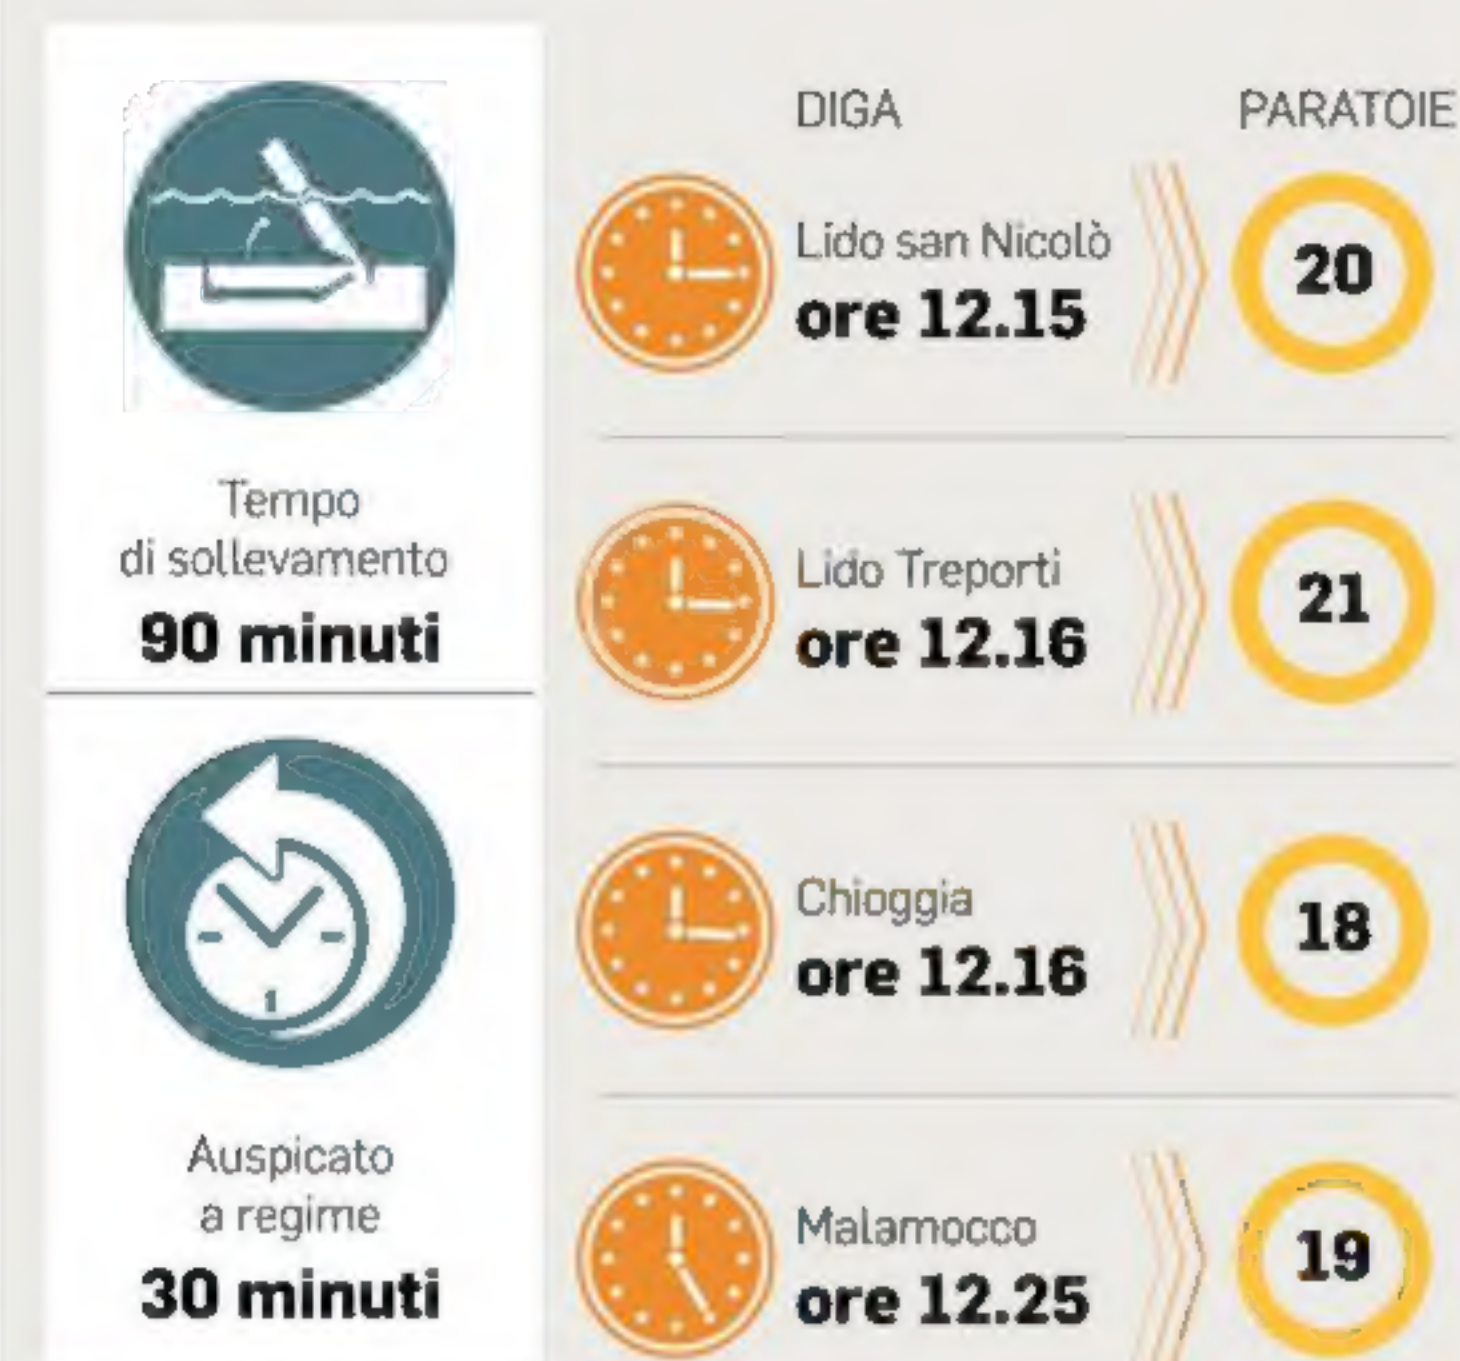 Tempo
di sollevamento
90 minuti
Auspicato
a regime
30 minuti
DIGA PARATOIE
Lido san Nicolò
ore 12.15
20
Lido Treporti
ore 12.16
21
Chioggia
ore 12.16
18
Malamocco
ore 12.25
19